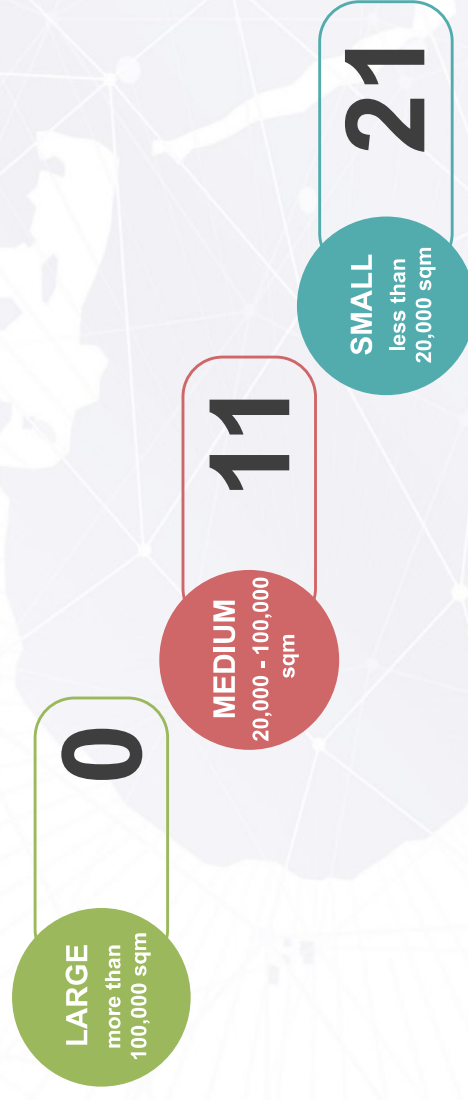 LARGE
more than
100,000 sqm
0
MEDIUM
20,000 - 100,000
sqm
11
SMALL
less than
20,000 sqm
21